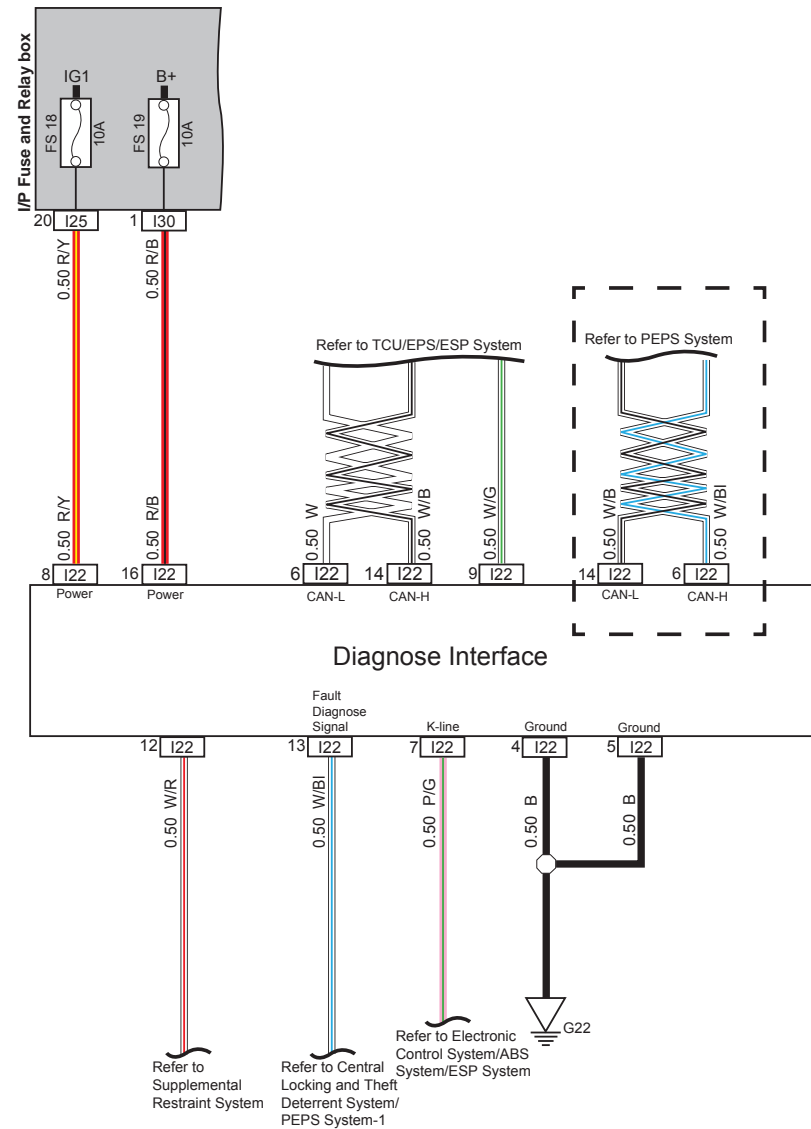 I/P Fuse and Relay box
IG1
B+
FS 18
10A
FS 19
10A
20 I25
1 I30
0.50 R/Y
0.50 R/B
Refer to TCU/EPS/ESP System
Refer to PEPS System
0.50 R/Y
0.50 R/B
0.50 W
0.50 W/B
0.50 W/G
0.50 W/B
0.50 W/Bl
8 I22
16 I22
6 I22
14 I22
9 I22
14 I22
6 I22
Power
Power
CAN-L
CAN-H
CAN-L
CAN-H
Diagnose Interface
Fault
Diagnose
Signal
K-line
Ground
Ground
12 I22
13 I22
7 I22
4 I22
5 I22
0.50 W/R
0.50 W/Bl
0.50 P/G
0.50 B
0.50 B
G22
Refer to
Supplemental
Restraint System
Refer to Central
Locking and Theft
Deterrent System/
PEPS System-1
Refer to Electronic
Control System/ABS
System/ESP System